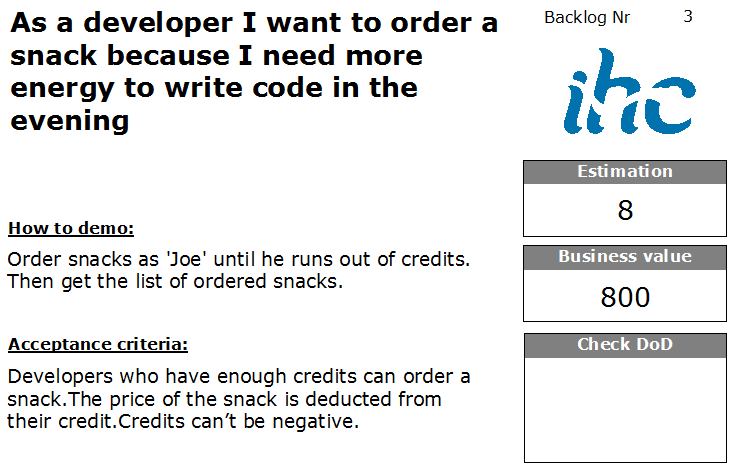 As a developer I want to order a
snack because I need more
energy to write code in the
evening
Backlog Nr 3
ihc
Estimation
8
Business value
800
How to demo:
Order snacks as 'Joe' until he runs out of credits.
Then get the list of ordered snacks.
Acceptance criteria:
Developers who have enough credits can order a
snack.The price of the snack is deducted from
their credit.Credits can’t be negative.
Check DoD